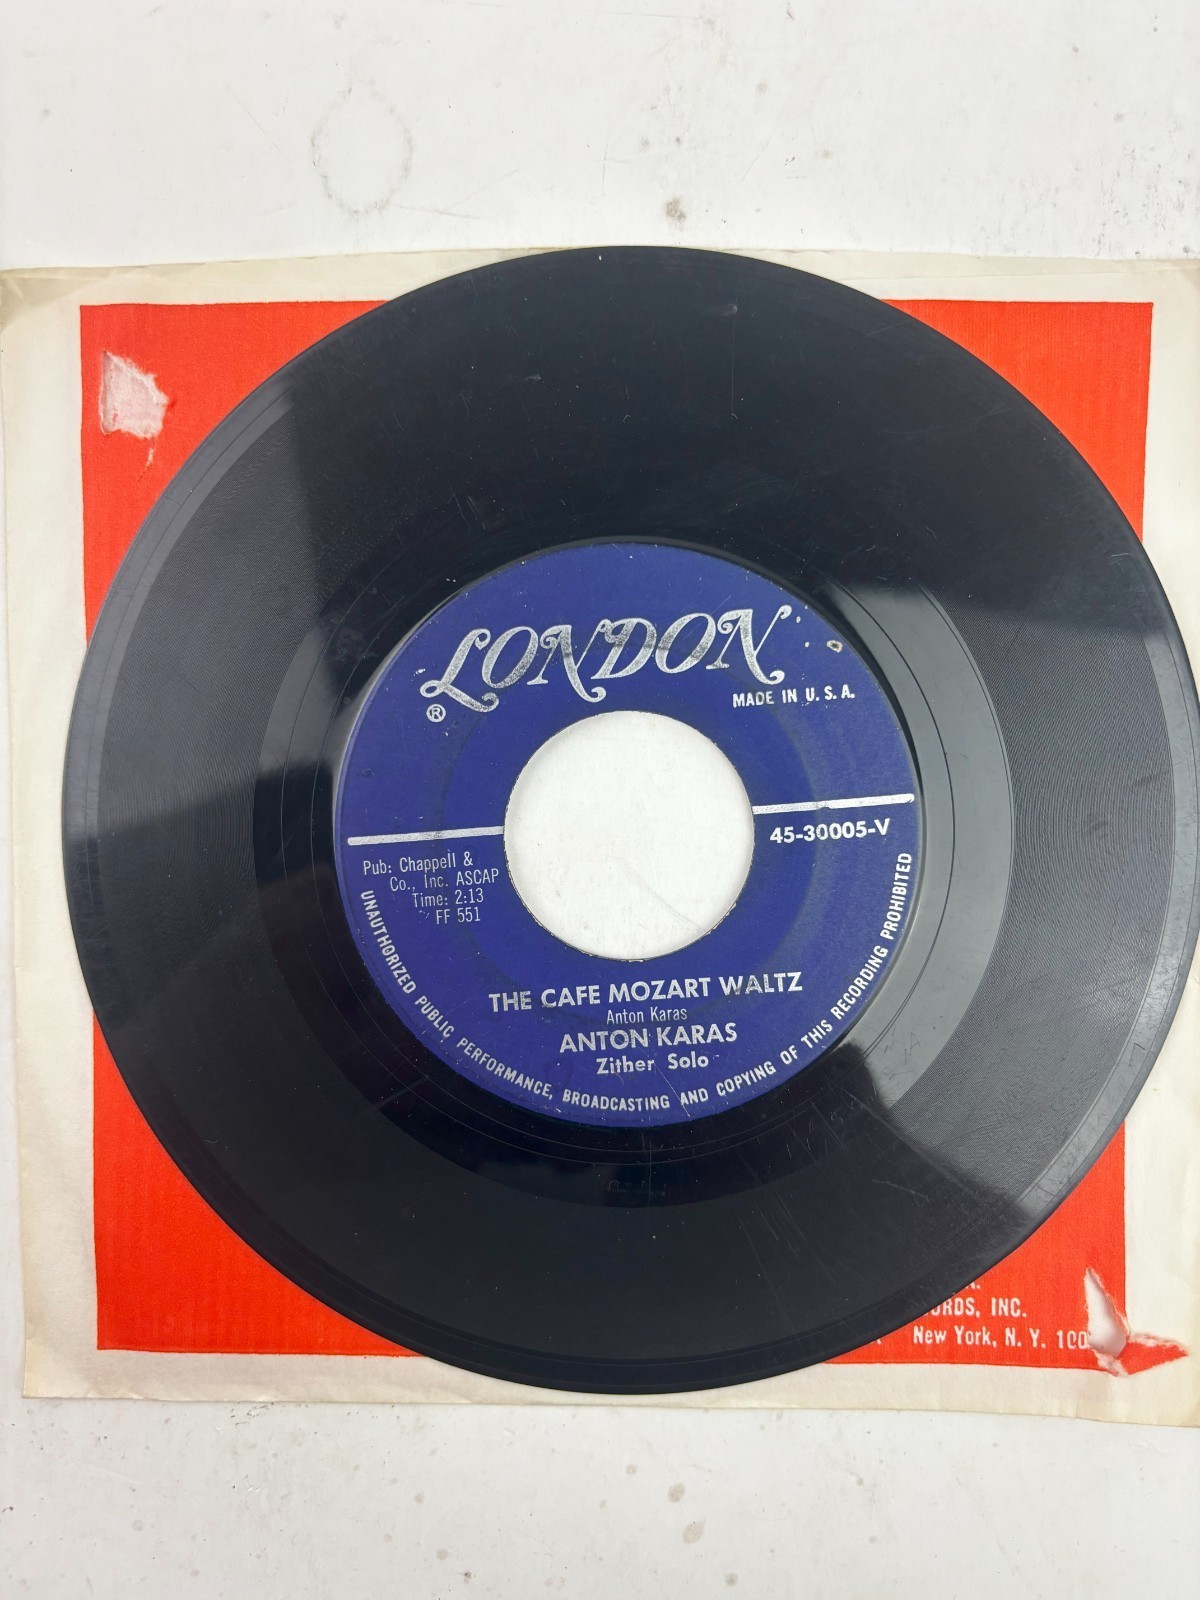 LONDON
®
MADE IN U. S. A.
45-30005-V
Pub: Chappell &
Co., Inc. ASCAP
Time: 2:13
FF 551
THE CAFE MOZART WALTZ
Anton Karas
ANTON KARAS
Zither Solo
UNAUTHORIZED PUBLIC PERFORMANCE, BROADCASTING AND COPYING OF THIS RECORDING PROHIBITED
INC.
New York, N. Y. 100